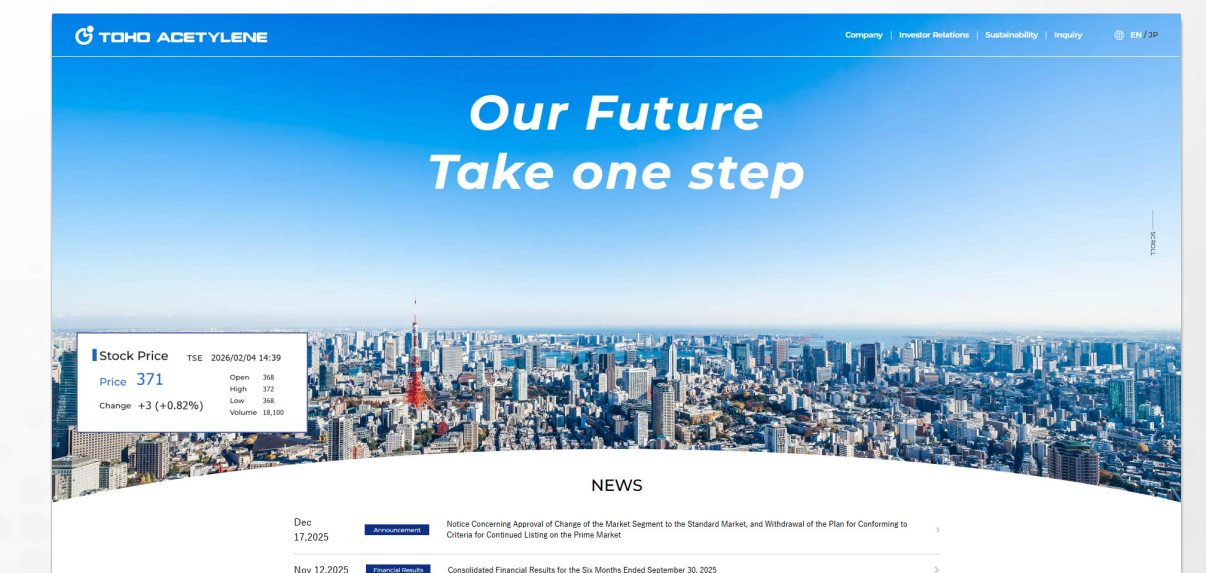 TOHO ACETYLENE
Company | Investor Relations | Sustainability | Inquiry EN / JP
Our Future
Take one step
SCROLL
Stock Price TSE 2026/02/04 14:39
Price 371
Change +3 (+0.82%)
Open 368
High 372
Low 368
Volume 18,100
NEWS
Dec
17,2025
Announcement
Notice Concerning Approval of Change of the Market Segment to the Standard Market, and Withdrawal of the Plan for Conforming to
Criteria for Continued Listing on the Prime Market
Nov 12,2025
Financial Results
Consolidated Financial Results for the Six Months Ended September 30, 2025